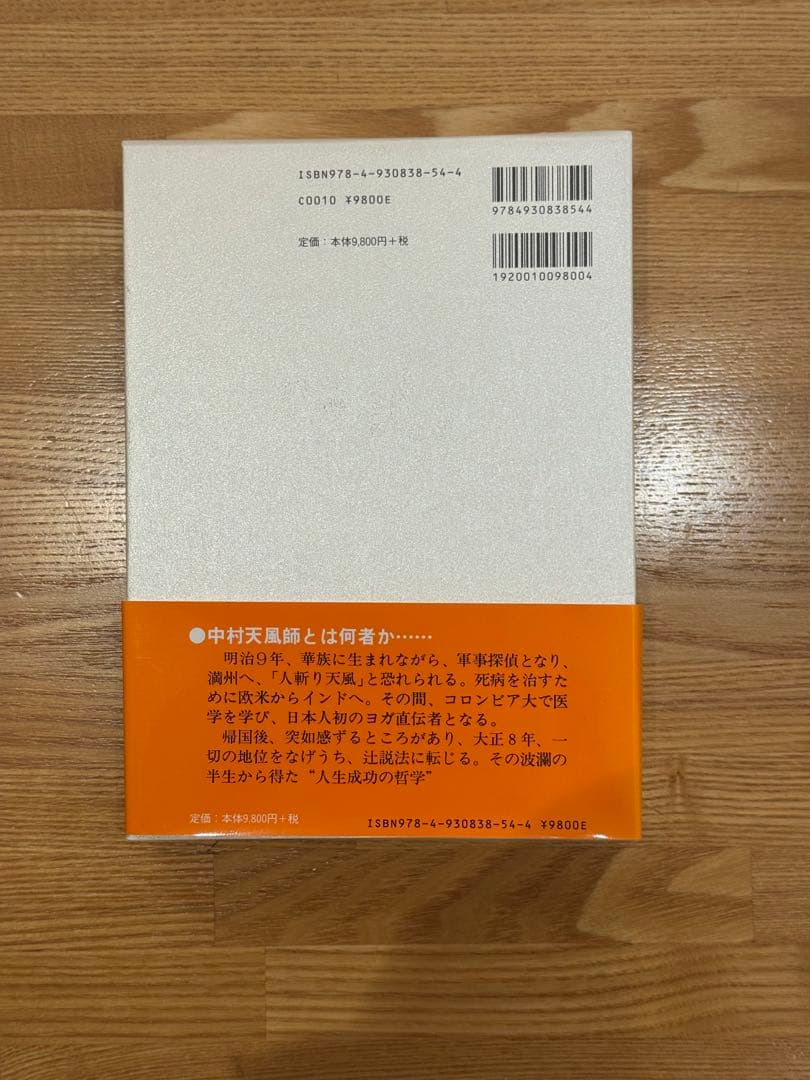 ISBN978-4-930838-54-4
C0010 ¥9800E
定価：本体9,800円＋税
9784930838544
1920010098004
●中村天風師とは何者か……
明治９年、華族に生まれながら、軍事探偵となり、
満州へ、「人斬り天風」と恐れられる。死病を治すた
めに欧米からインドへ。その間、コロンビア大で医
学を学び、日本人初のヨガ直伝者となる。
帰国後、突如感ずるところがあり、大正８年、一
切の地位をなげうち、辻説法に転じる。その波瀾の
半生から得た“人生成功の哲学”
定価：本体9,800円＋税
ISBN978-4-930838-54-4 ¥9800E